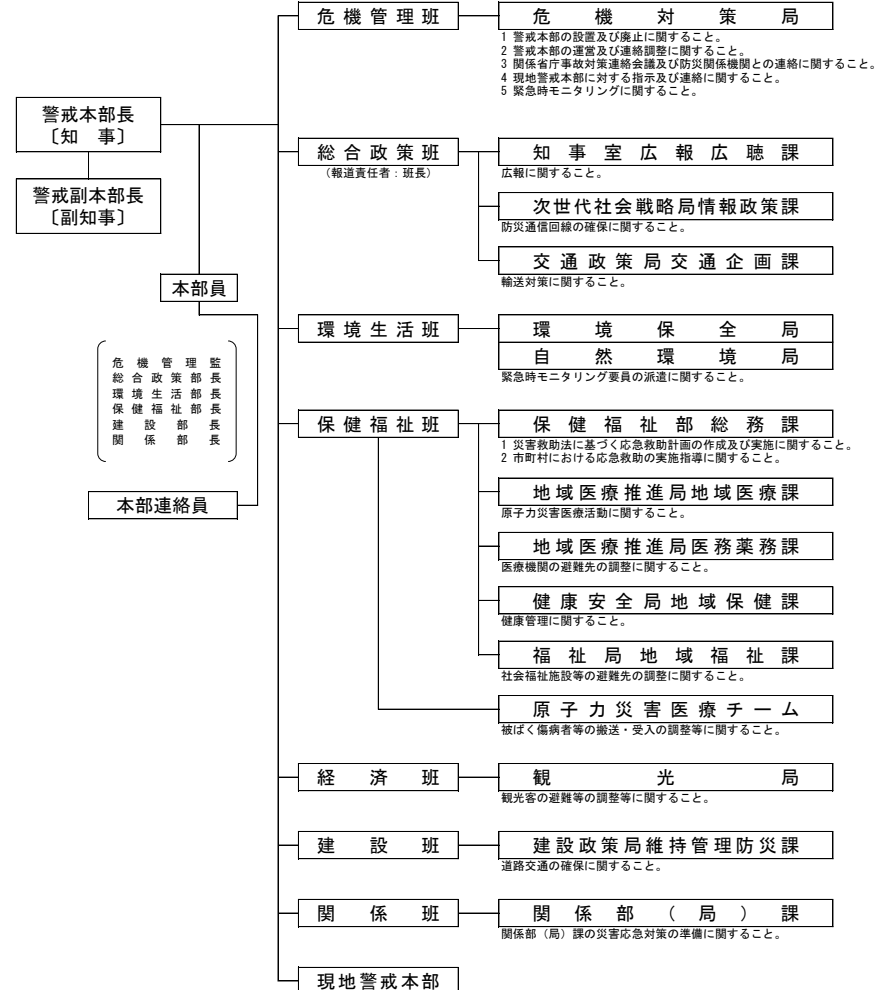 警戒本部長
〔知　事〕
警戒副本部長
〔副知事〕
本部員
危機管理監
総合政策部長
環境生活部長
保健福祉部長
建設部長
関係部長
本部連絡員
危機管理班
危機対策局
1 警戒本部の設置及び廃止に関すること。
2 警戒本部の運営及び連絡調整に関すること。
3 関係省庁事故対策連絡会議及び防災関係機関との連絡に関すること。
4 現地警戒本部に対する指示及び連絡に関すること。
5 緊急時モニタリングに関すること。
総合政策班
（報道責任者：班長）
知事室広報広聴課
広報に関すること。
次世代社会戦略局情報政策課
防災通信回線の確保に関すること。
交通政策局交通企画課
輸送対策に関すること。
環境生活班
環境保全局
自然環境局
緊急時モニタリング要員の派遣に関すること。
保健福祉班
保健福祉部総務課
1 災害救助法に基づく応急救助計画の作成及び実施に関すること。
2 市町村における応急救助の実施指導に関すること。
地域医療推進局地域医療課
原子力災害医療活動に関すること。
地域医療推進局医務薬務課
医療機関の避難先の調整に関すること。
健康安全局地域保健課
健康管理に関すること。
福祉局地域福祉課
社会福祉施設等の避難先の調整に関すること。
原子力災害医療チーム
被ばく傷病者等の搬送・受入の調整等に関すること。
経済班
観光局
観光客の避難等の調整等に関すること。
建設班
建設政策局維持管理防災課
道路交通の確保に関すること。
関係班
関係部（局）課
関係部（局）課の災害応急対策の準備に関すること。
現地警戒本部